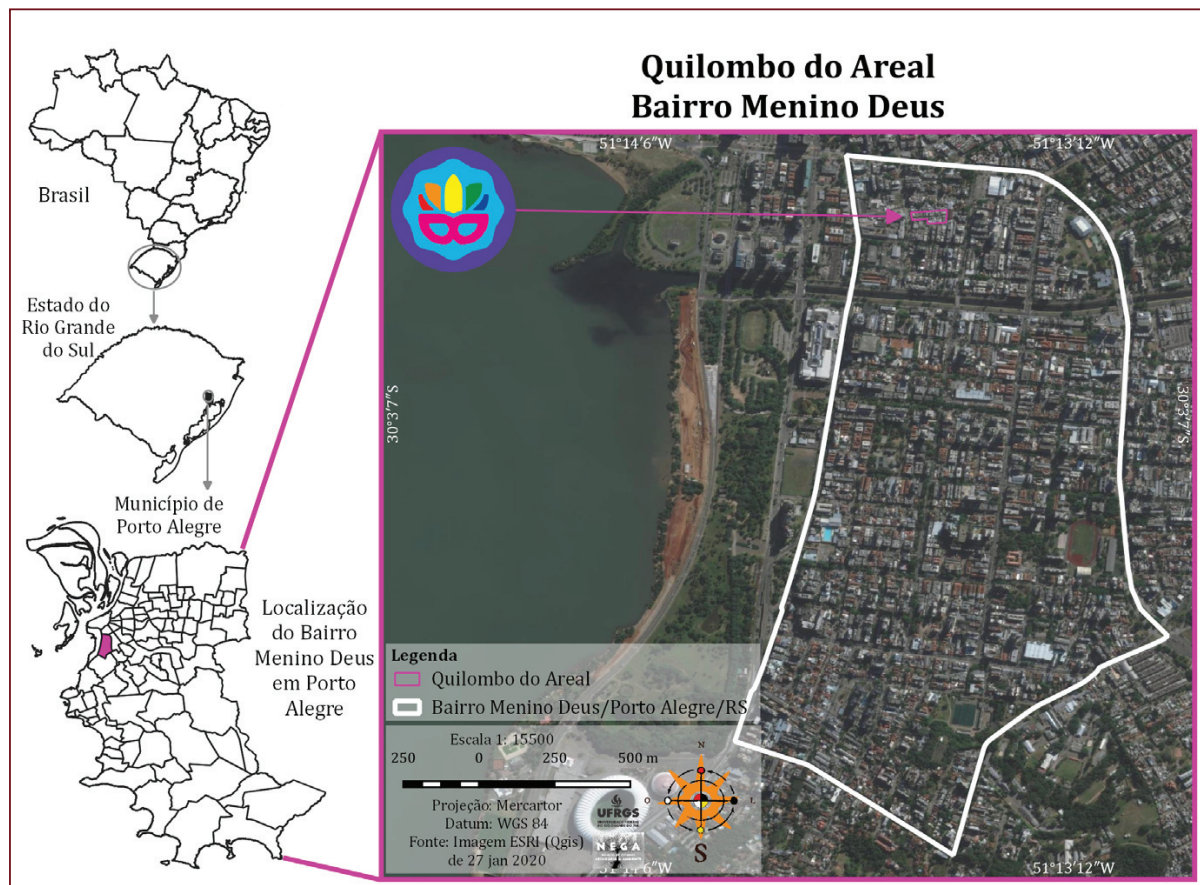 Quilombo do Areal
Bairro Menino Deus
Brasil
Estado do
Rio Grande
do Sul
Município de
Porto Alegre
Localização
do Bairro
Menino Deus
em Porto
Alegre
51°14′6″W
51°13′12″W
30°3′7″S
30°3′7″S
Legenda
Quilombo do Areal
Bairro Menino Deus/Porto Alegre/RS
Escala 1: 15500
250 0 250 500 m
Projeção: Mercartor
Datum: WGS 84
Fonte: Imagem ESRI (Qgis)
de 27 jan 2020
UFRGS
NEGA
N
O
L
S
51°13′12″W